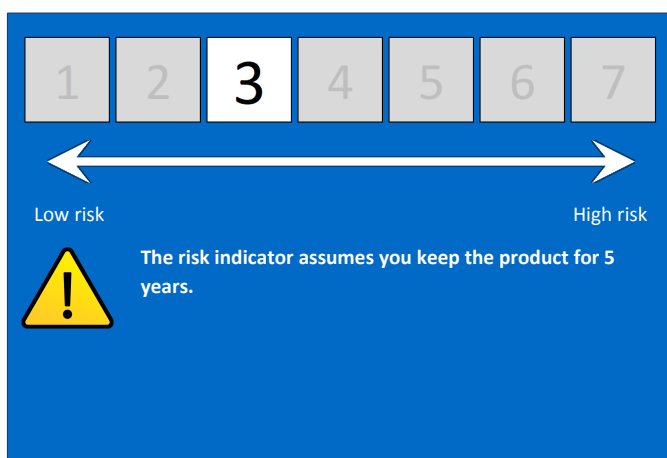 1 2 3 4 5 6 7
Low risk High risk
The risk indicator assumes you keep the product for 5
years.